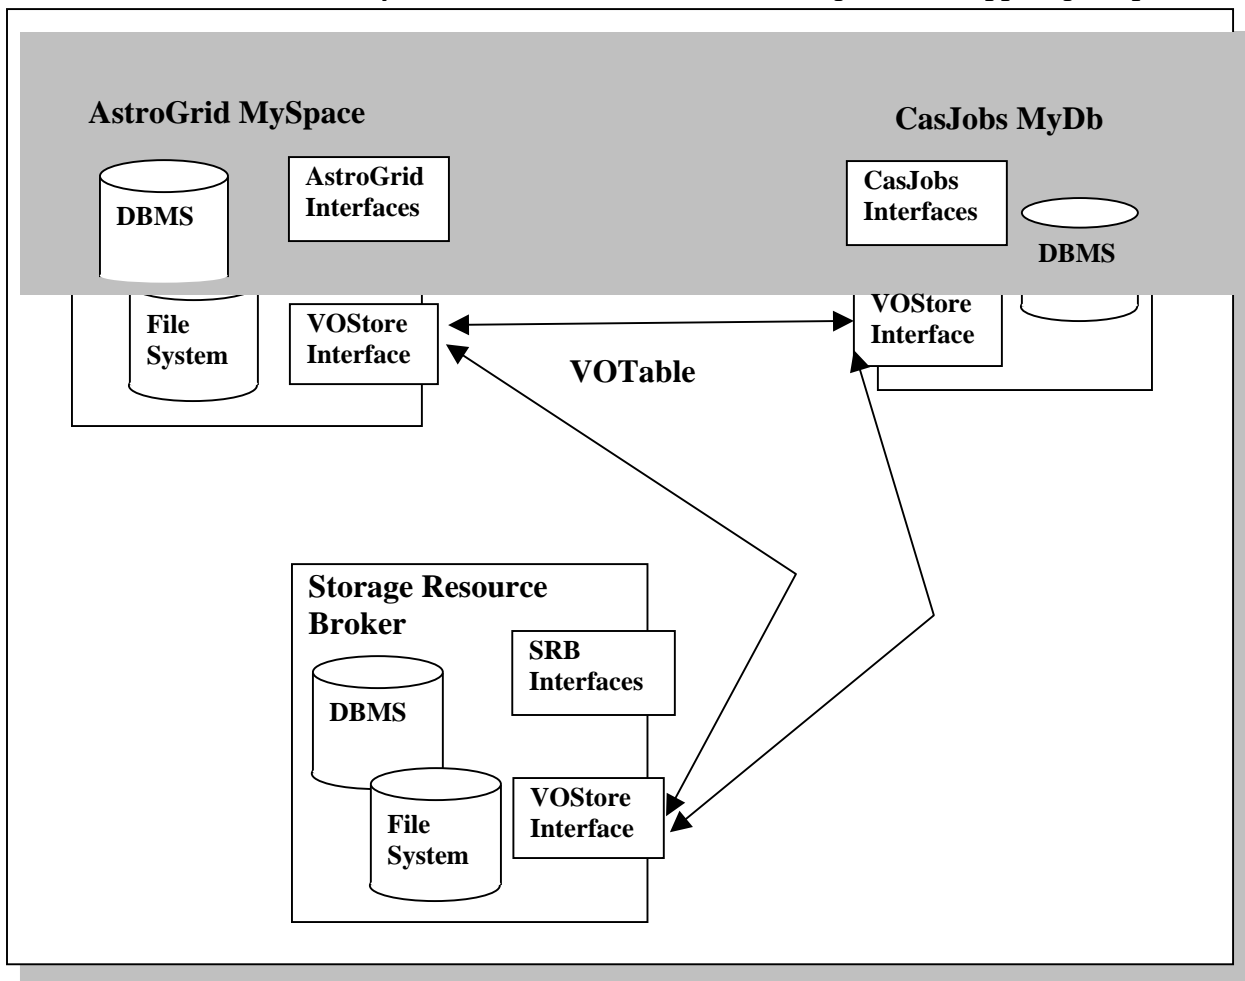 AstroGrid MySpace
CasJobs MyDb
DBMS
AstroGrid
Interfaces
CasJobs
Interfaces
DBMS
File
System
VOStore
Interface
VOTable
VOStore
Interface
Storage Resource
Broker
SRB
Interfaces
DBMS
File
System
VOStore
Interface